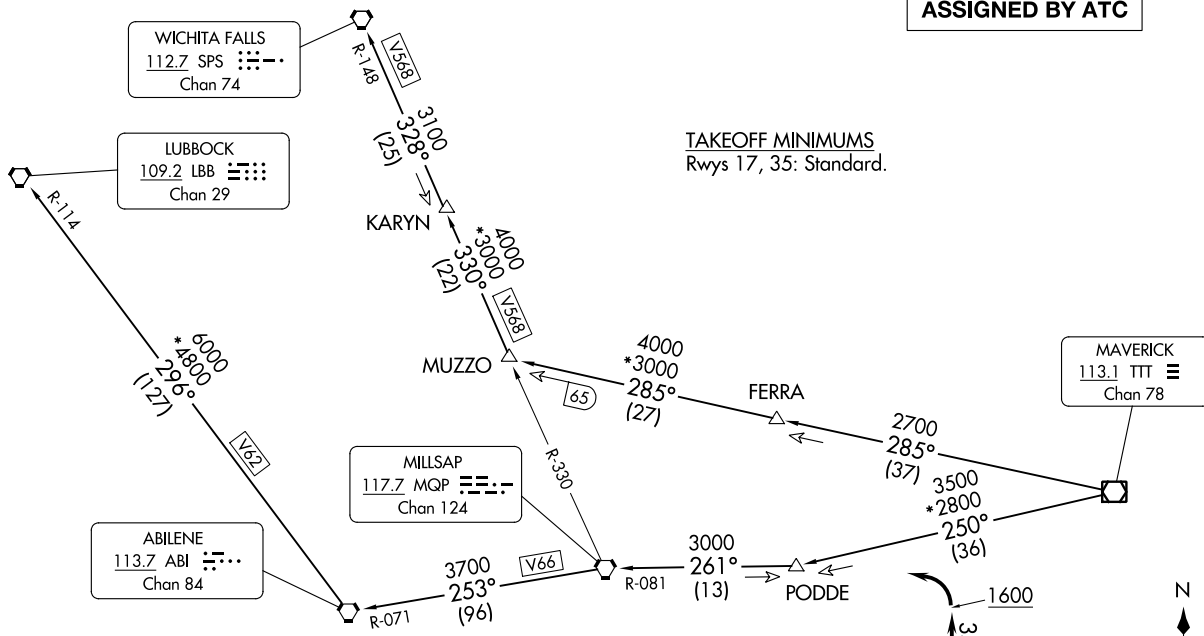 ASSIGNED BY ATC
WICHITA FALLS
112.7 SPS
Chan 74
R-148
V568
3100
328°
(25)
LUBBOCK
109.2 LBB
Chan 29
R-114
TAKEOFF MINIMUMS
Rwys 17, 35: Standard.
KARYN
4000
*3000
330°
(22)
V568
6000
*4800
296°
(127)
V62
MUZZO
4000
*3000
285°
(27)
65
FERRA
MAVERICK
113.1 TTT
Chan 78
2700
285°
(37)
R-330
MILLSAP
117.7 MQP
Chan 124
3500
*2800
250°
(36)
ABILENE
113.7 ABI
Chan 84
3700
V66
253°
(96)
R-071
3000
261°
(13)
R-081
PODDE
1600
3
N